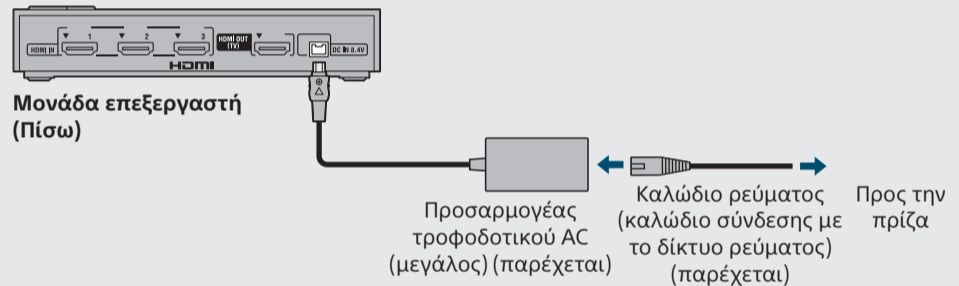 HDMI IN
1
2
3
HDMI OUT (TV)
DC IN 8.4V
HDMI
Μονάδα επεξεργαστή
(Πίσω)
Προσαρμογέας
τροφοδοτικού AC
(μεγάλος) (παρέχεται)
Καλώδιο ρεύματος
(καλώδιο σύνδεσης με
το δίκτυο ρεύματος)
(παρέχεται)
Προς την
πρίζα